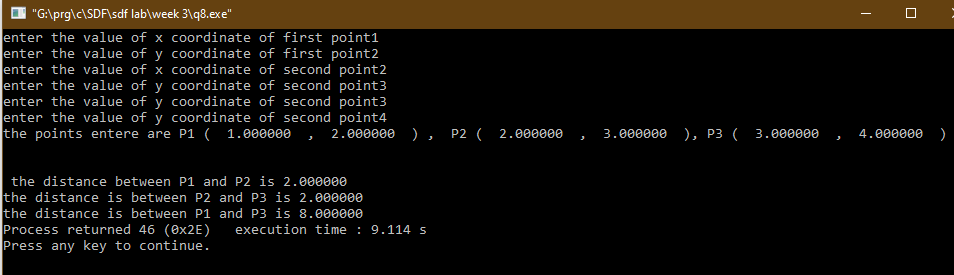 "G:\prg\c\SDF\sdf lab\week 3\q8.exe"
enter the value of x coordinate of first point1
enter the value of y coordinate of first point2
enter the value of x coordinate of second point2
enter the value of y coordinate of second point3
enter the value of y coordinate of second point3
enter the value of y coordinate of second point4
the points entere are P1 (  1.000000  ,  2.000000  ) ,  P2 (  2.000000  ,  3.000000  ), P3 (  3.000000  ,  4.000000  )
the distance between P1 and P2 is 2.000000
the distance is between P2 and P3 is 2.000000
the distance is between P1 and P3 is 8.000000
Process returned 46 (0x2E)   execution time : 9.114 s
Press any key to continue.